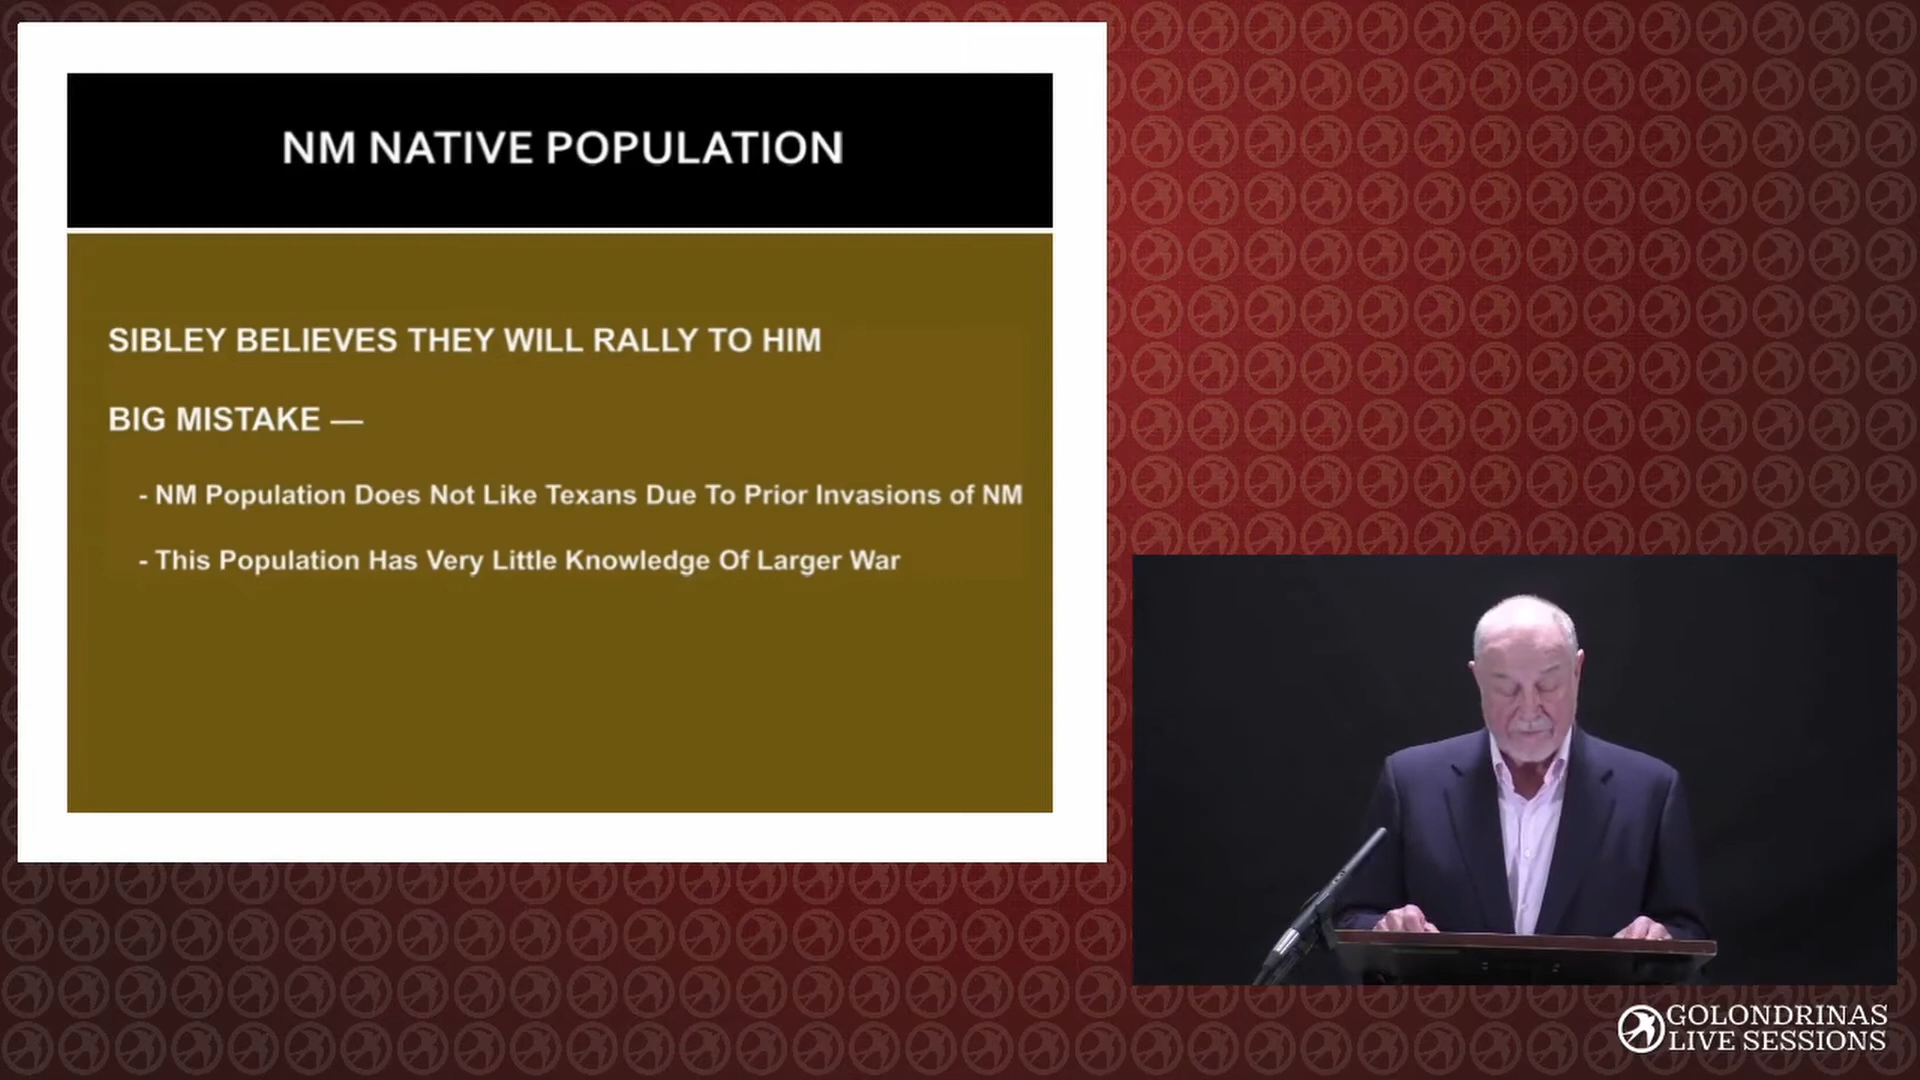 NM NATIVE POPULATION
SIBLEY BELIEVES THEY WILL RALLY TO HIM
BIG MISTAKE —
- NM Population Does Not Like Texans Due To Prior Invasions of NM
- This Population Has Very Little Knowledge Of Larger War
GOLONDRINAS
LIVE SESSIONS